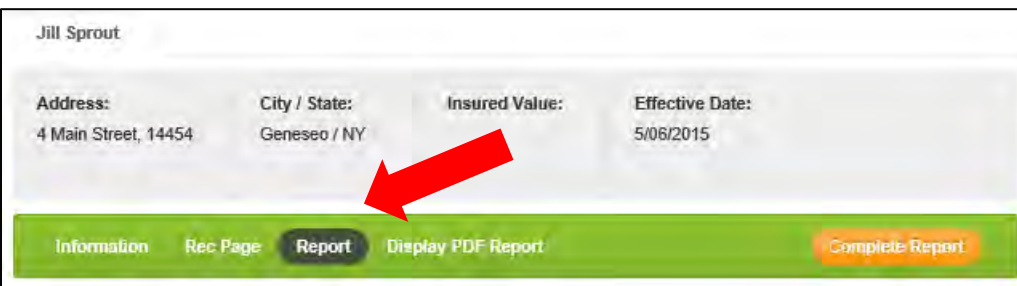 Jill Sprout
Address: City / State: Insured Value: Effective Date:
4 Main Street, 14454 Geneseo / NY 5/06/2015
Information Rec Page Report Display PDF Report Complete Report